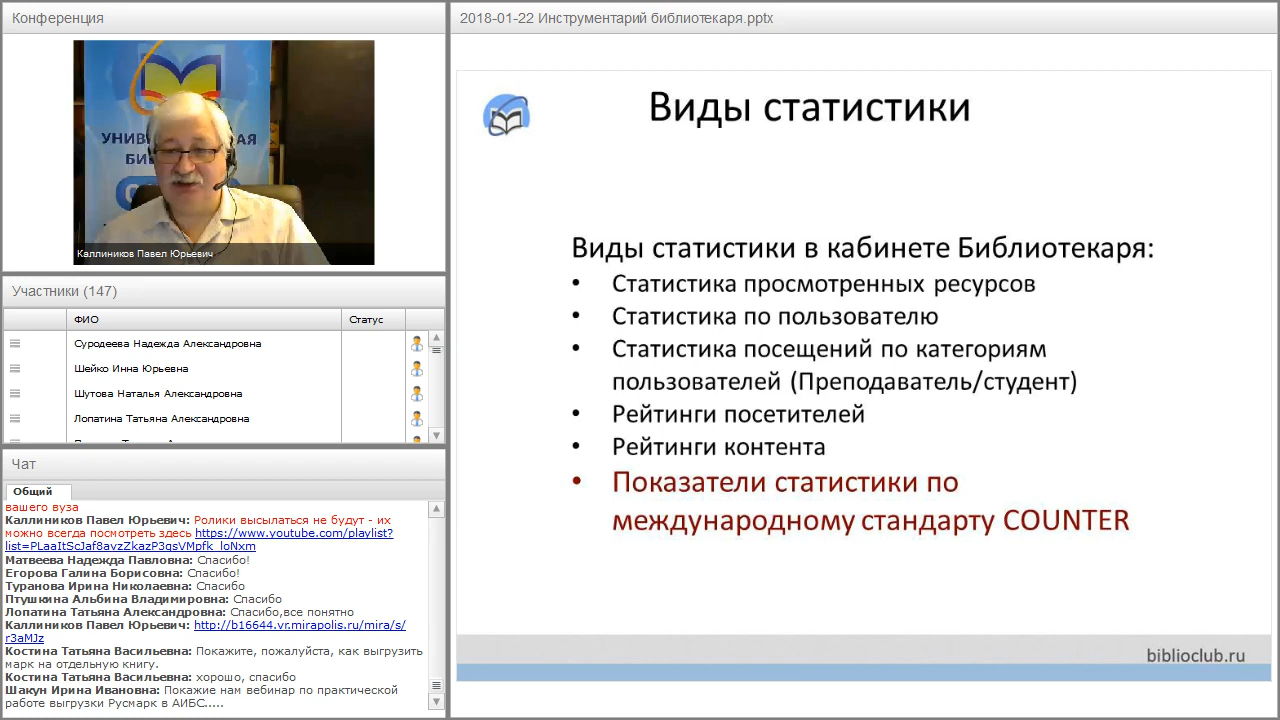 Конференция
УНИВ
СКАЯ
БИБ
Каллиников Павел Юрьевич
Участники (147)
ФИО
Статус
Суродеева Надежда Александровна
Шейко Инна Юрьевна
Шутова Наталья Александровна
Лопатина Татьяна Александровна
Чат
Общий
вашего вуза
Каллиников Павел Юрьевич: Ролики высылаться не будут - их
можно всегда посмотреть здесь https://www.youtube.com/playlist?
list=PLaaItScJaf8avzZkazP3qsVMpfk_loNxm
Матвеева Надежда Павловна: Спасибо!
Егорова Галина Борисовна: Спасибо!
Туранова Ирина Николаевна: Спасибо
Птушкина Альбина Владимировна: Спасибо
Лопатина Татьяна Александровна: Спасибо,все понятно
Каллиников Павел Юрьевич: http://b16644.vr.mirapolis.ru/mira/s/
r3aMJz
Костина Татьяна Васильевна: Покажите, пожалуйста, как выгрузить
марк на отдельную книгу.
Костина Татьяна Васильевна: хорошо, спасибо
Шакун Ирина Ивановна: Покажие нам вебинар по практической
работе выгрузки Русмарк в АИБС.....
2018-01-22 Инструментарий библиотекаря.pptx
Виды статистики
Виды статистики в кабинете Библиотекаря:
• Статистика просмотренных ресурсов
• Статистика по пользователю
• Статистика посещений по категориям
пользователей (Преподаватель/студент)
• Рейтинги посетителей
• Рейтинги контента
• Показатели статистики по
международному стандарту COUNTER
biblioclub.ru